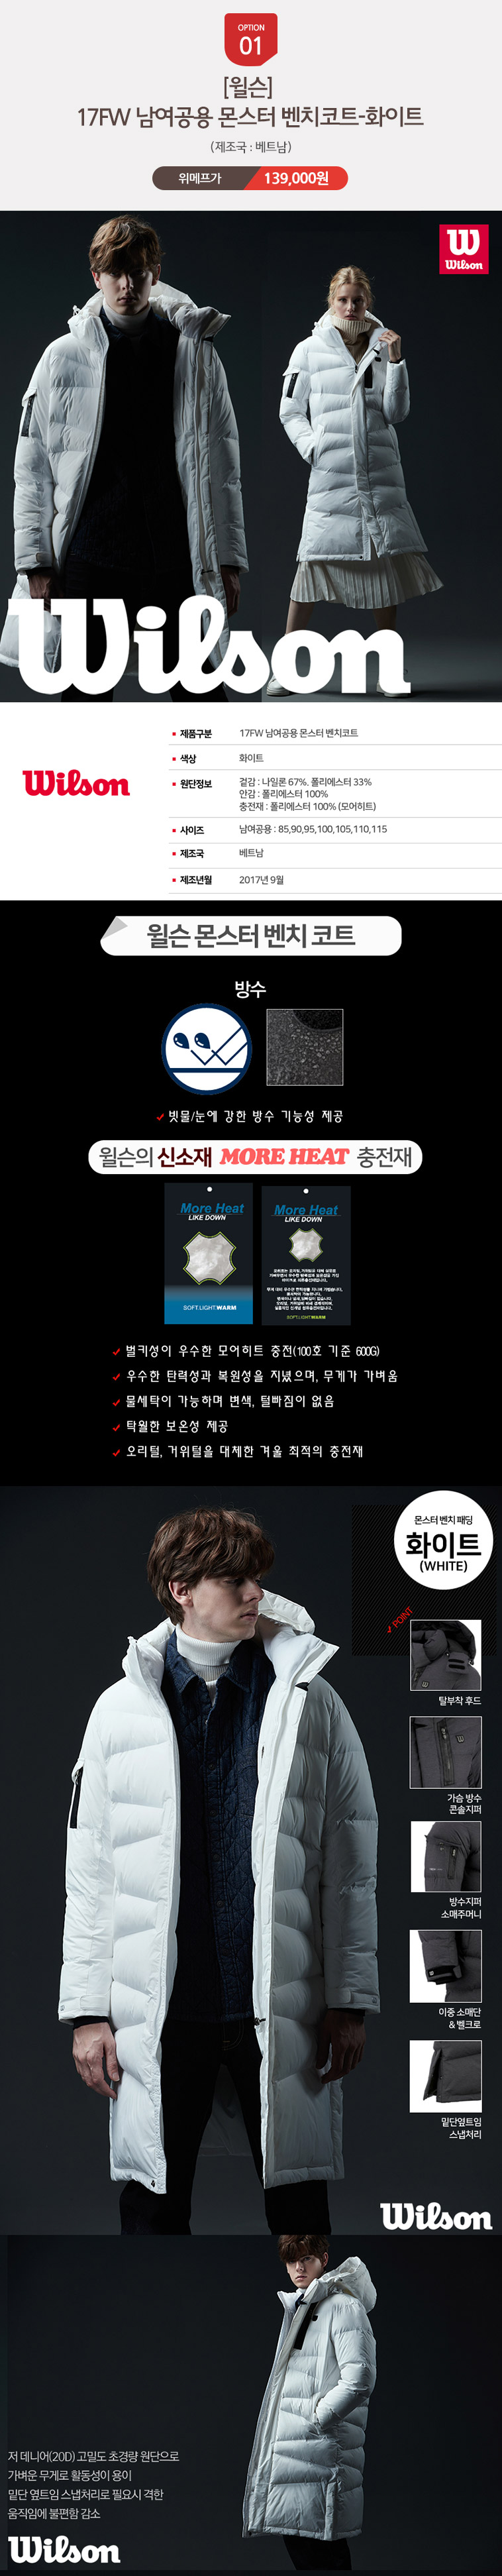 OPTION
01
[윌슨]
17FW 남여공용 몬스터 벤치코트-화이트
(제조국 : 베트남)
위메프가 139,000원
W
Wilson
Wilson
Wilson
제품구분 17FW 남여공용 몬스터 벤치코트
색상 화이트
원단정보 겉감 : 나일론 67%. 폴리에스터 33%
안감 : 폴리에스터 100%
충전재 : 폴리에스터 100% (모어히트)
사이즈 남여공용 : 85,90,95,100,105,110,115
제조국 베트남
제조년월 2017년 9월
윌슨 몬스터 벤치 코트
방수
빗물/눈에 강한 방수 기능성 제공
윌슨의 신소재 MORE HEAT 충전재
More Heat
LIKE DOWN
SOFT.LIGHT.WARM
More Heat
LIKE DOWN
SOFT.LIGHT.WARM
벌키성이 우수한 모어히트 충전(100호 기준 600G)
우수한 탄력성과 복원성을 지녔으며, 무게가 가벼움
물세탁이 가능하며 변색, 털빠짐이 없음
탁월한 보온성 제공
오리털, 거위털을 대체한 겨울 최적의 충전재
몬스터 벤치 패딩
화이트
(WHITE)
POINT
탈부착 후드
가슴 방수
콘솔지퍼
방수지퍼
소매주머니
이중 소매단
& 벨크로
밑단옆트임
스냅처리
Wilson
저 데니어(20D) 고밀도 초경량 원단으로
가벼운 무게로 활동성이 용이
밑단 옆트임 스냅처리로 필요시 격한
움직임에 불편함 감소
Wilson